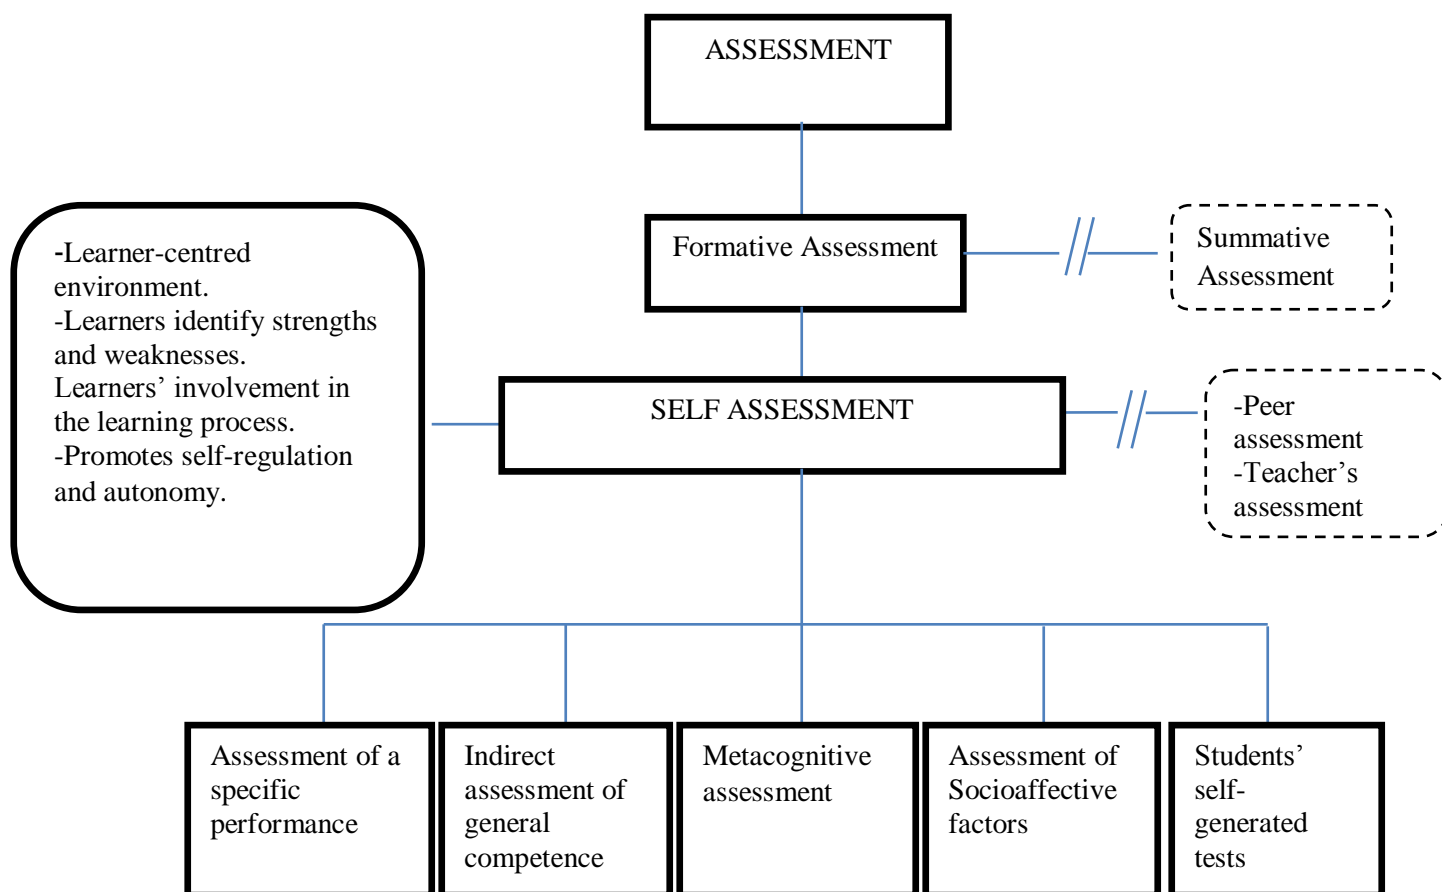 ASSESSMENT
Formative Assessment
Summative
Assessment
-Learner-centred
environment.
-Learners identify strengths
and weaknesses.
Learners’ involvement in
the learning process.
-Promotes self-regulation
and autonomy.
SELF ASSESSMENT
-Peer
assessment
-Teacher’s
assessment
Assessment of a
specific
performance
Indirect
assessment of
general
competence
Metacognitive
assessment
Assessment of
Socioaffective
factors
Students’
self-
generated
tests